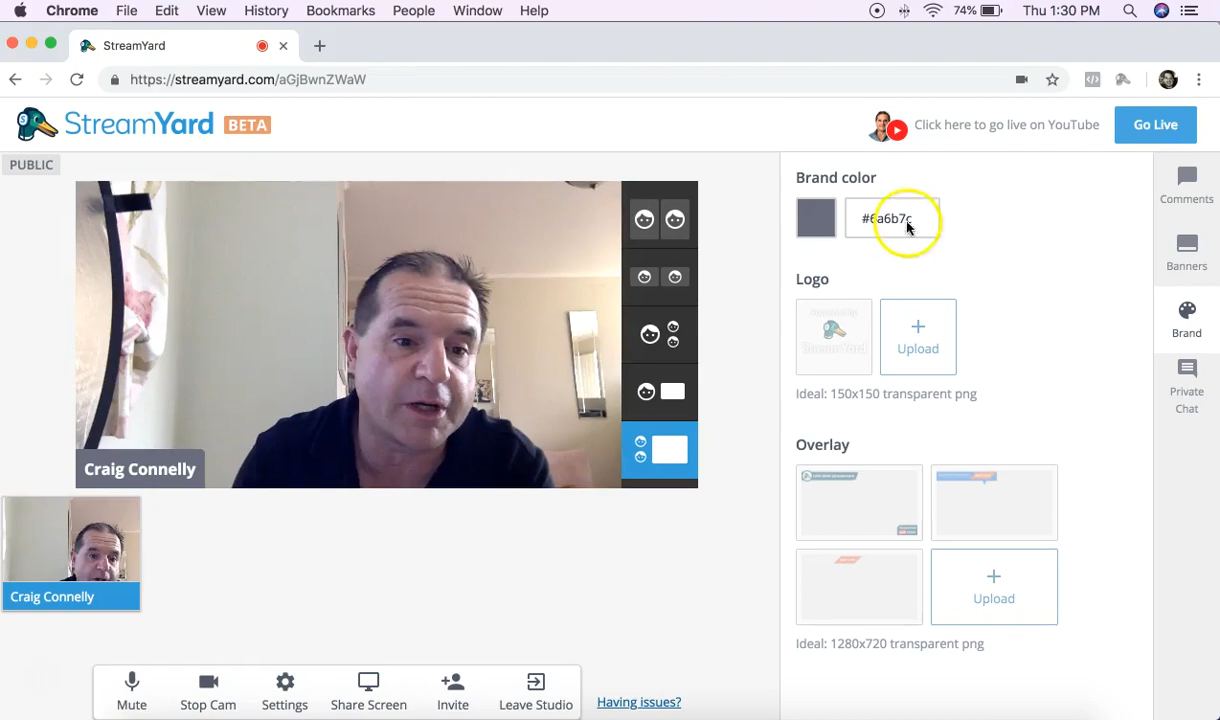 Chrome File Edit View History Bookmarks People Window Help 74% Thu 1:30 PM
StreamYard
https://streamyard.com/aGjBwnZWaW
StreamYard BETA
Click here to go live on YouTube
Go Live
PUBLIC
Brand color
#6a6b7c
Comments
Banners
Brand
Private
Chat
Logo
StreamYard
+
Upload
Ideal: 150x150 transparent png
Overlay
+
Upload
Ideal: 1280x720 transparent png
Craig Connelly
Craig Connelly
Mute
Stop Cam
Settings
Share Screen
Invite
Leave Studio
Having issues?